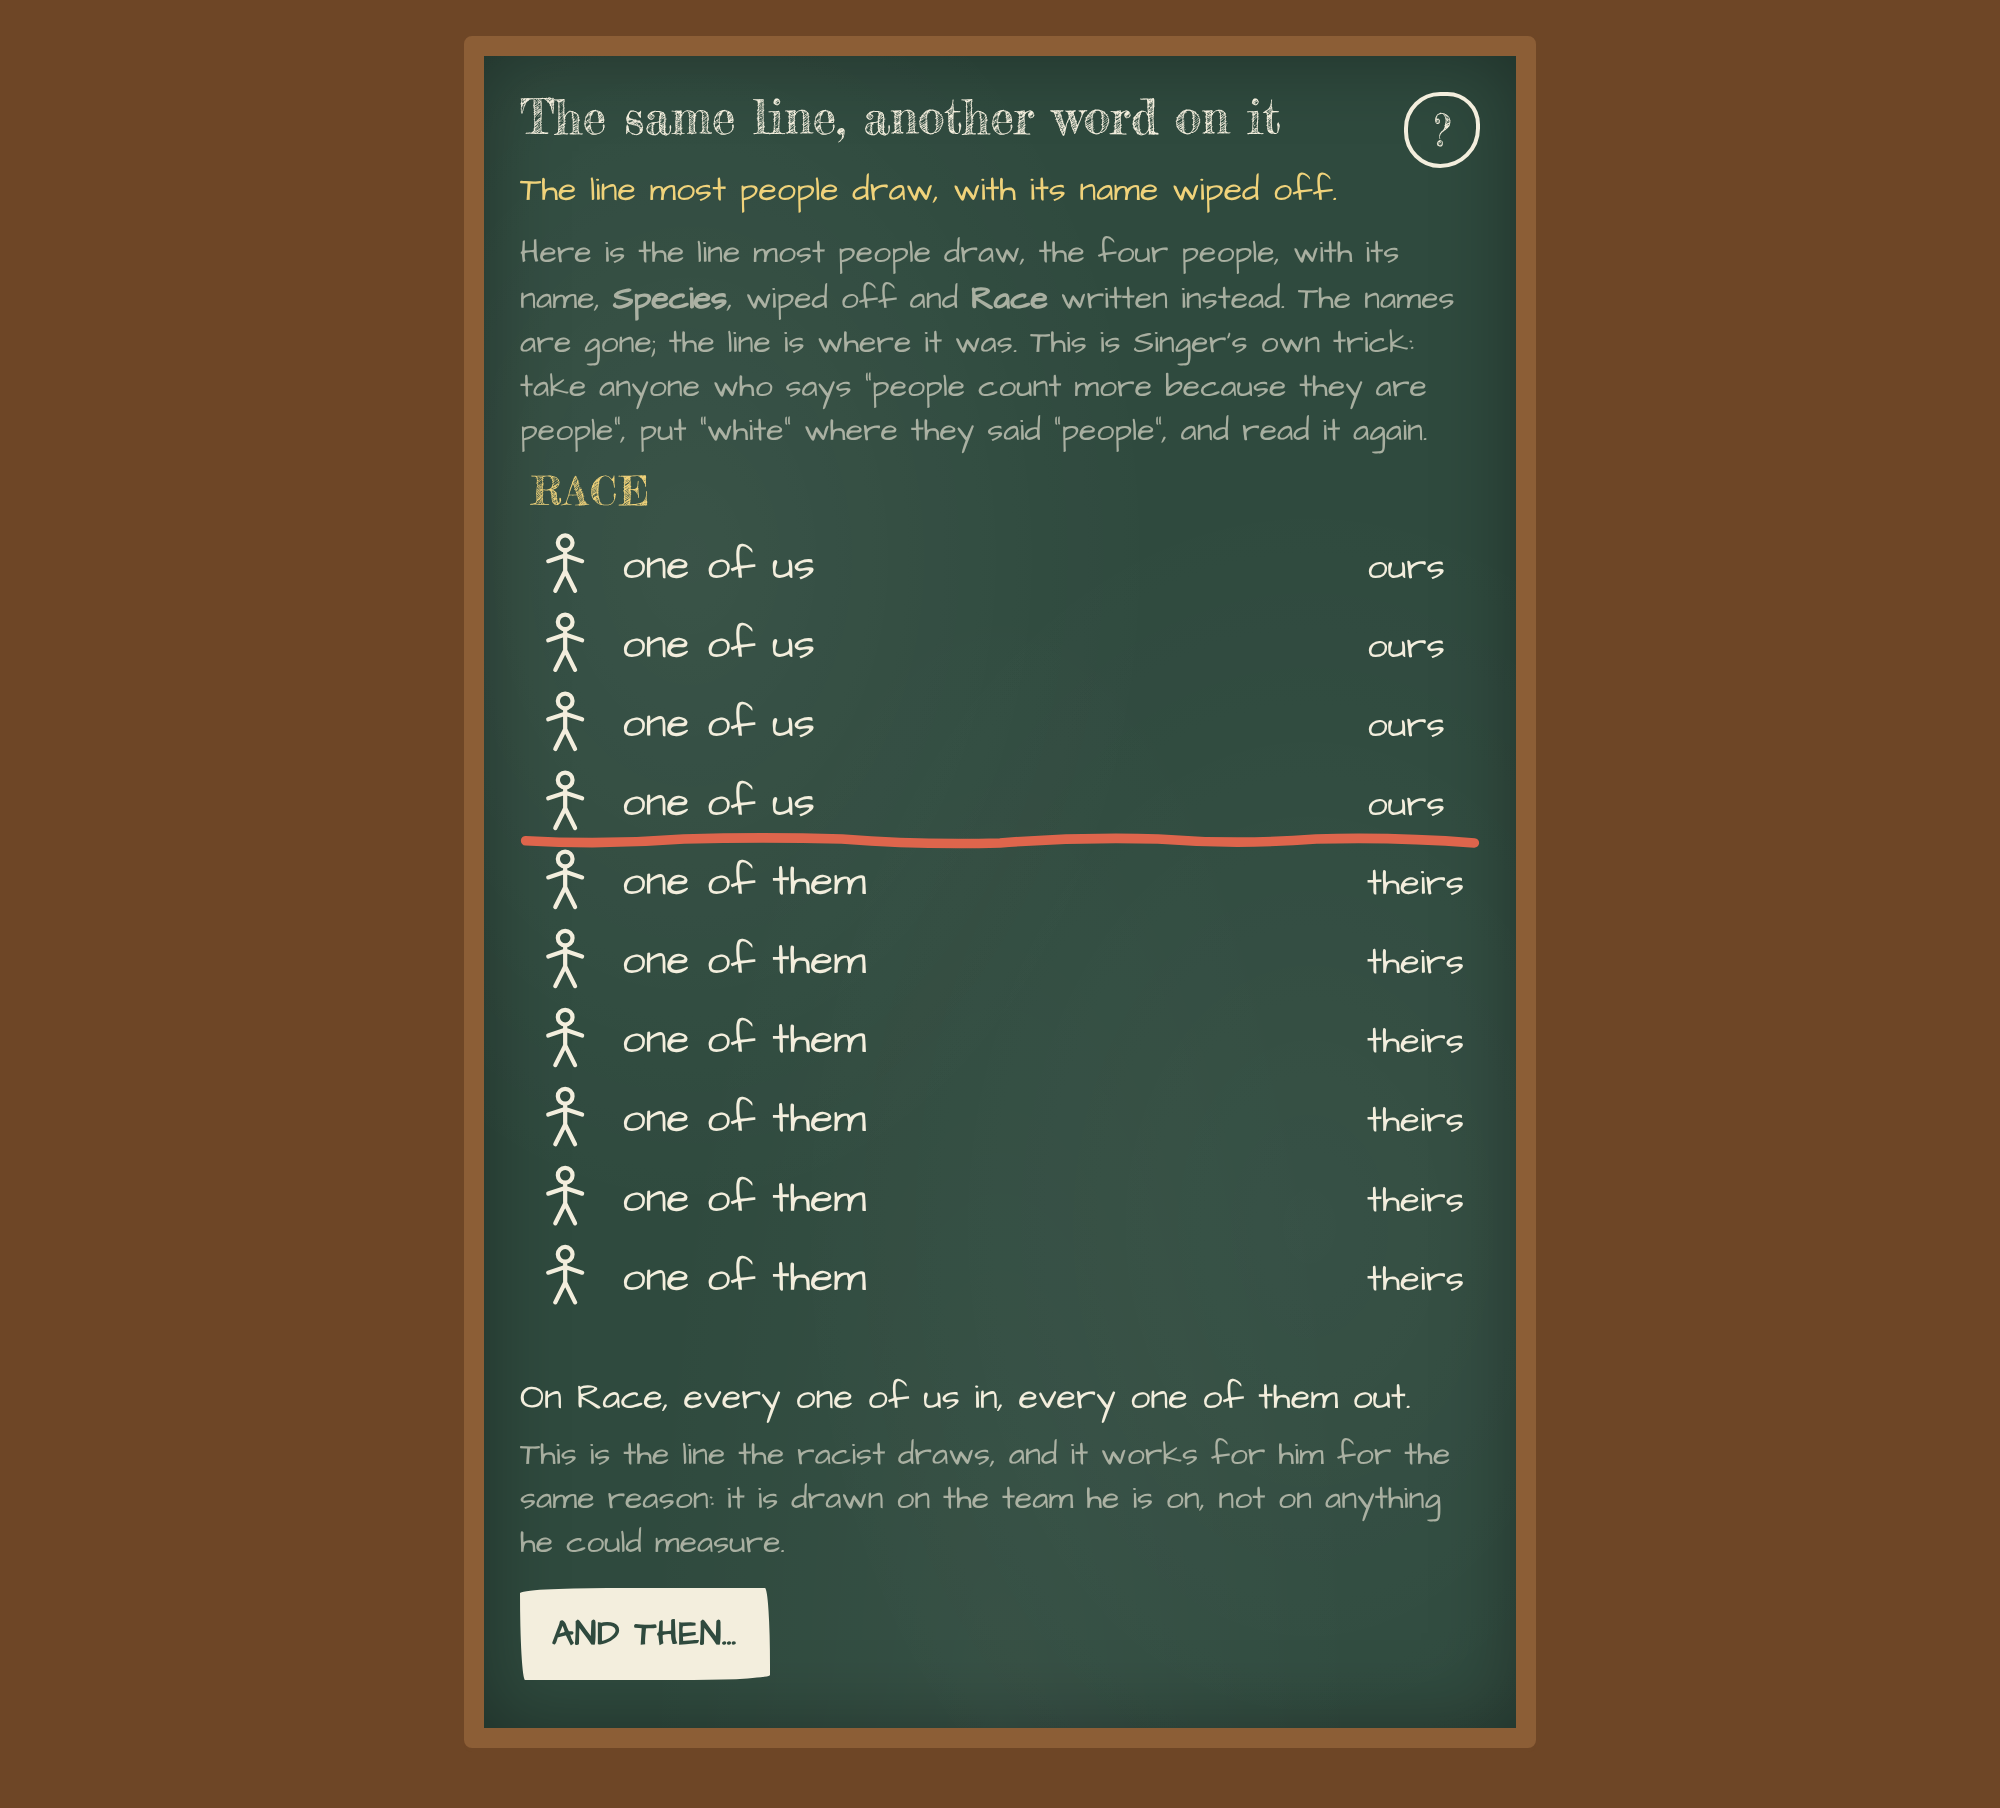 The same line, another word on it
?
The line most people draw, with its name wiped off.
Here is the line most people draw, the four people, with its
name, Species, wiped off and Race written instead. The names
are gone; the line is where it was. This is Singer's own trick:
take anyone who says "people count more because they are
people", put "white" where they said "people", and read it again.
RACE
one of us ours
one of us ours
one of us ours
one of us ours
one of them theirs
one of them theirs
one of them theirs
one of them theirs
one of them theirs
one of them theirs
On Race, every one of us in, every one of them out.
This is the line the racist draws, and it works for him for the
same reason: it is drawn on the team he is on, not on anything
he could measure.
AND THEN...